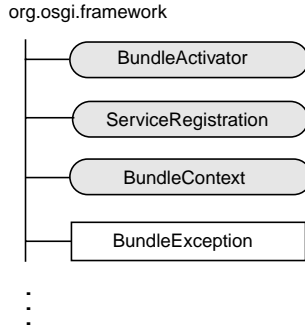 org.osgi.framework
BundleActivator
ServiceRegistration
BundleContext
BundleException